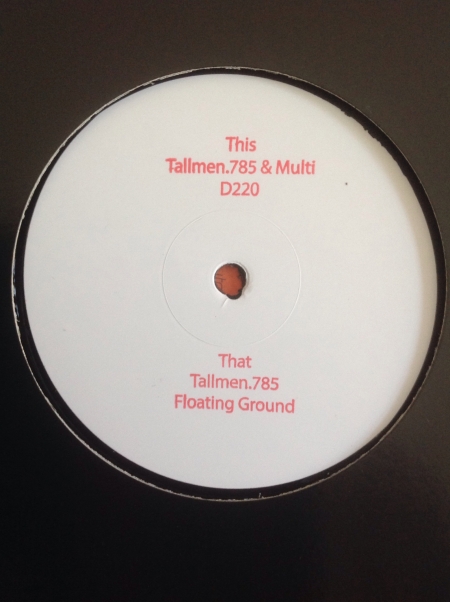 This
Tallmen.785 & Multi
D220
That
Tallmen.785
Floating Ground